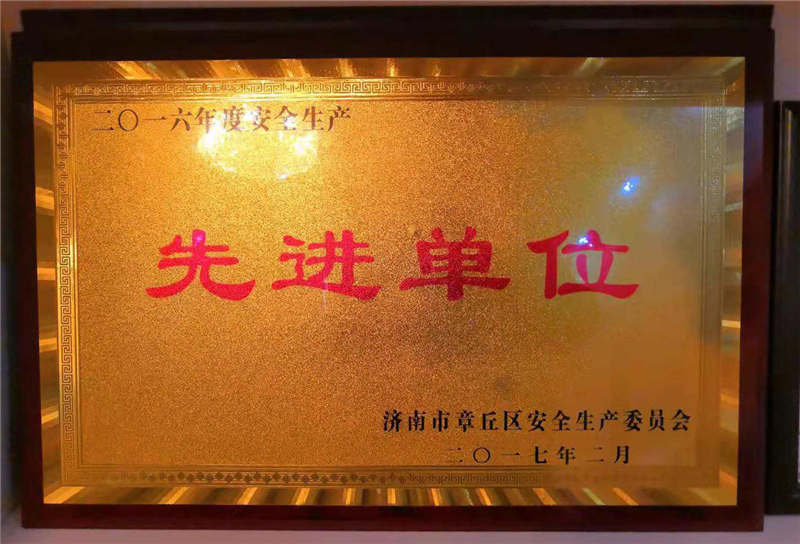 二〇一六年度安全生产
先进单位
济南市章丘区安全生产委员会
二〇一七年二月